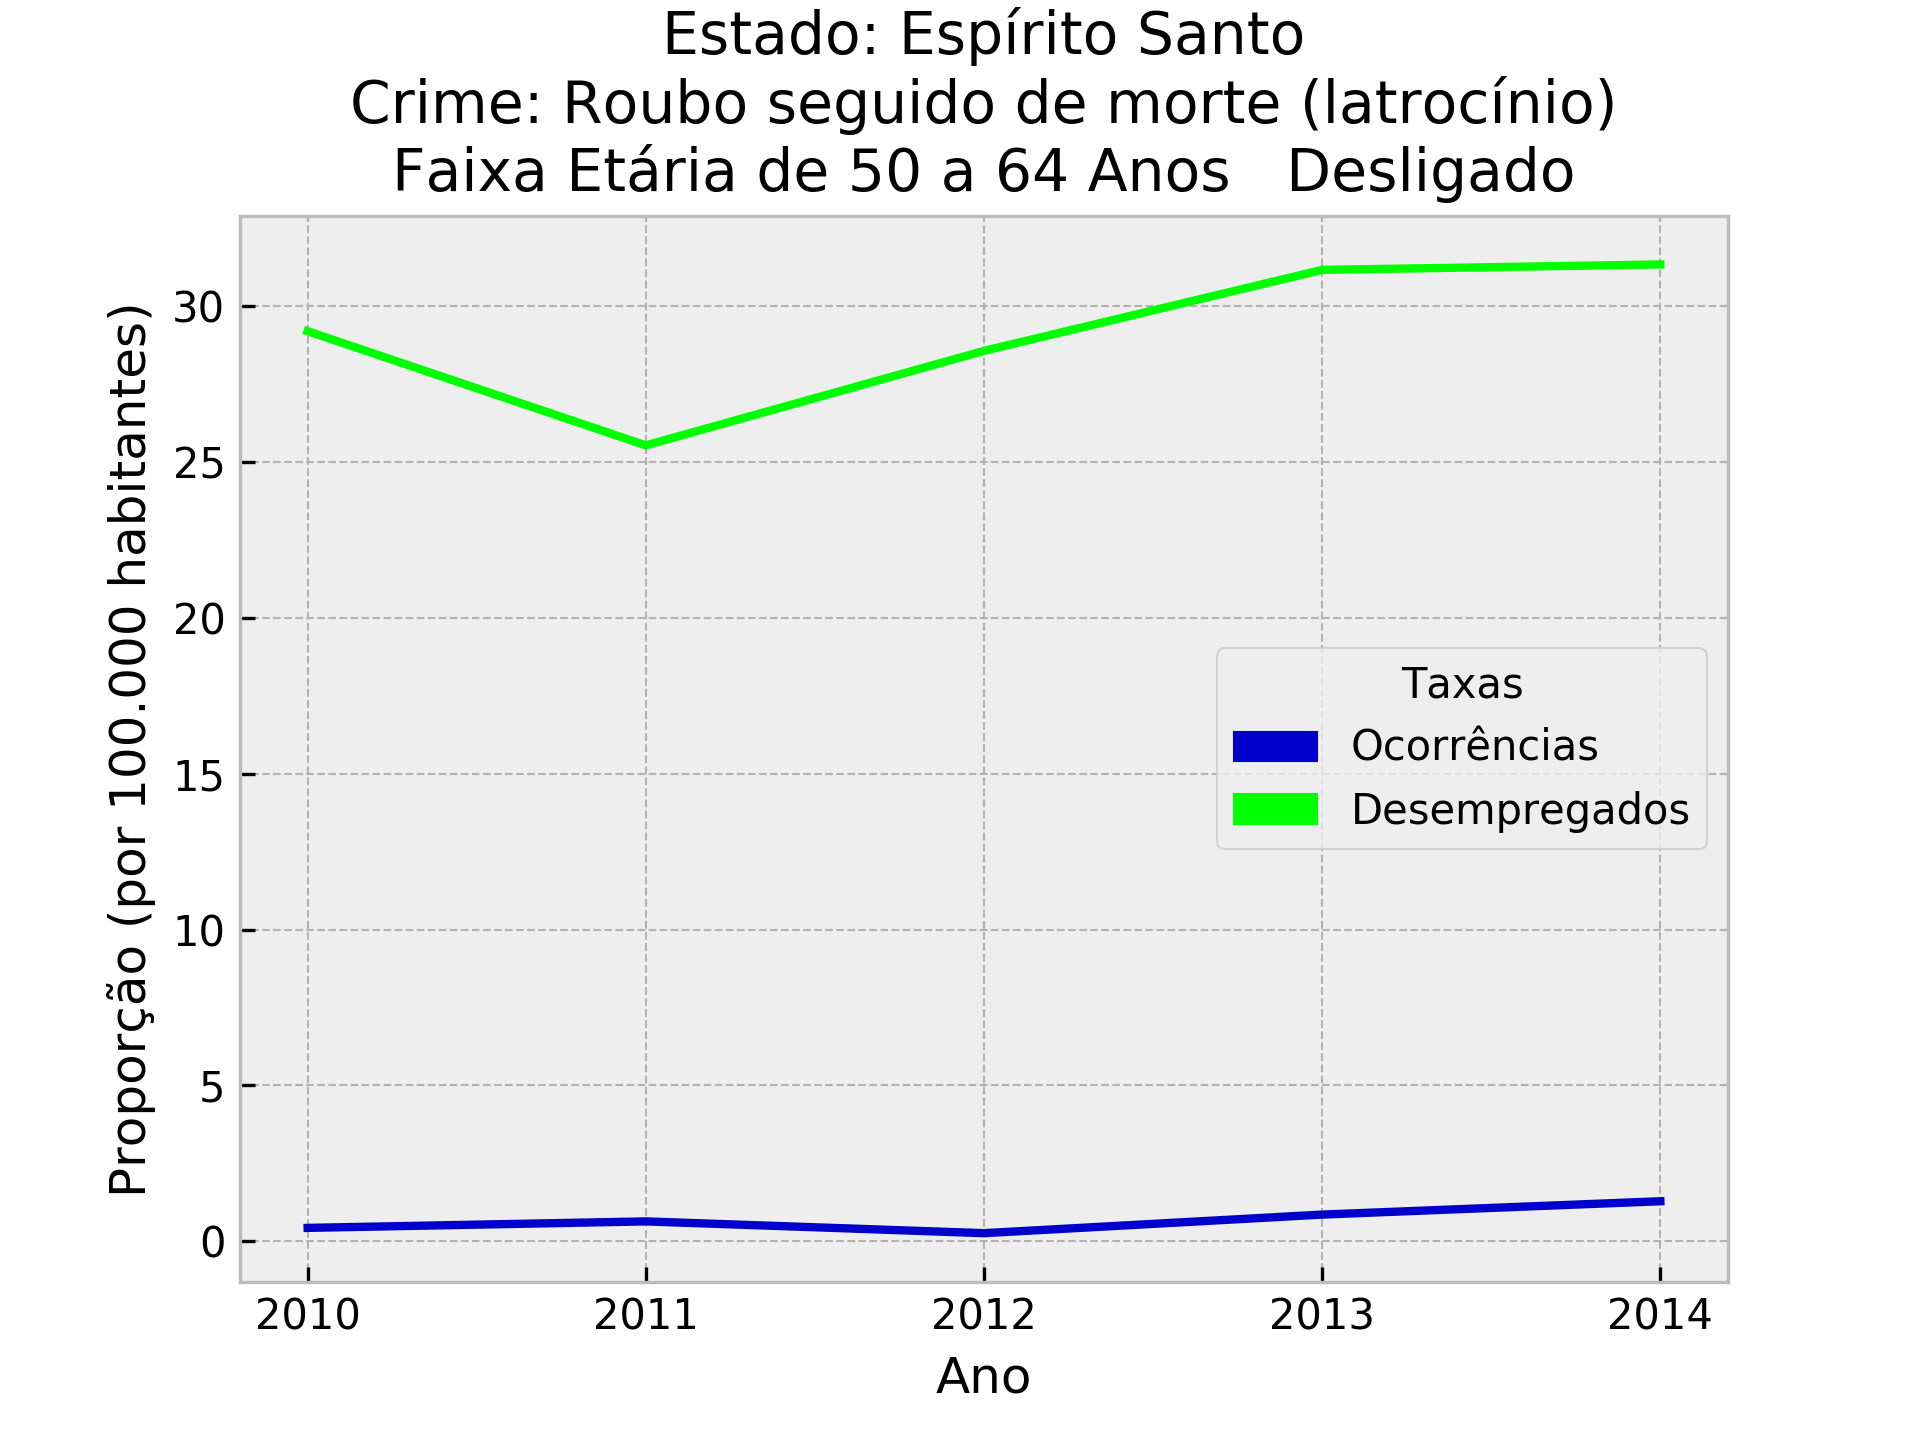 Estado: Espírito Santo
Crime: Roubo seguido de morte (latrocínio)
Faixa Etária de 50 a 64 Anos   Desligado
Proporção (por 100.000 habitantes)
30
25
20
15
10
5
0
Taxas
Ocorrências
Desempregados
2010 2011 2012 2013 2014
Ano